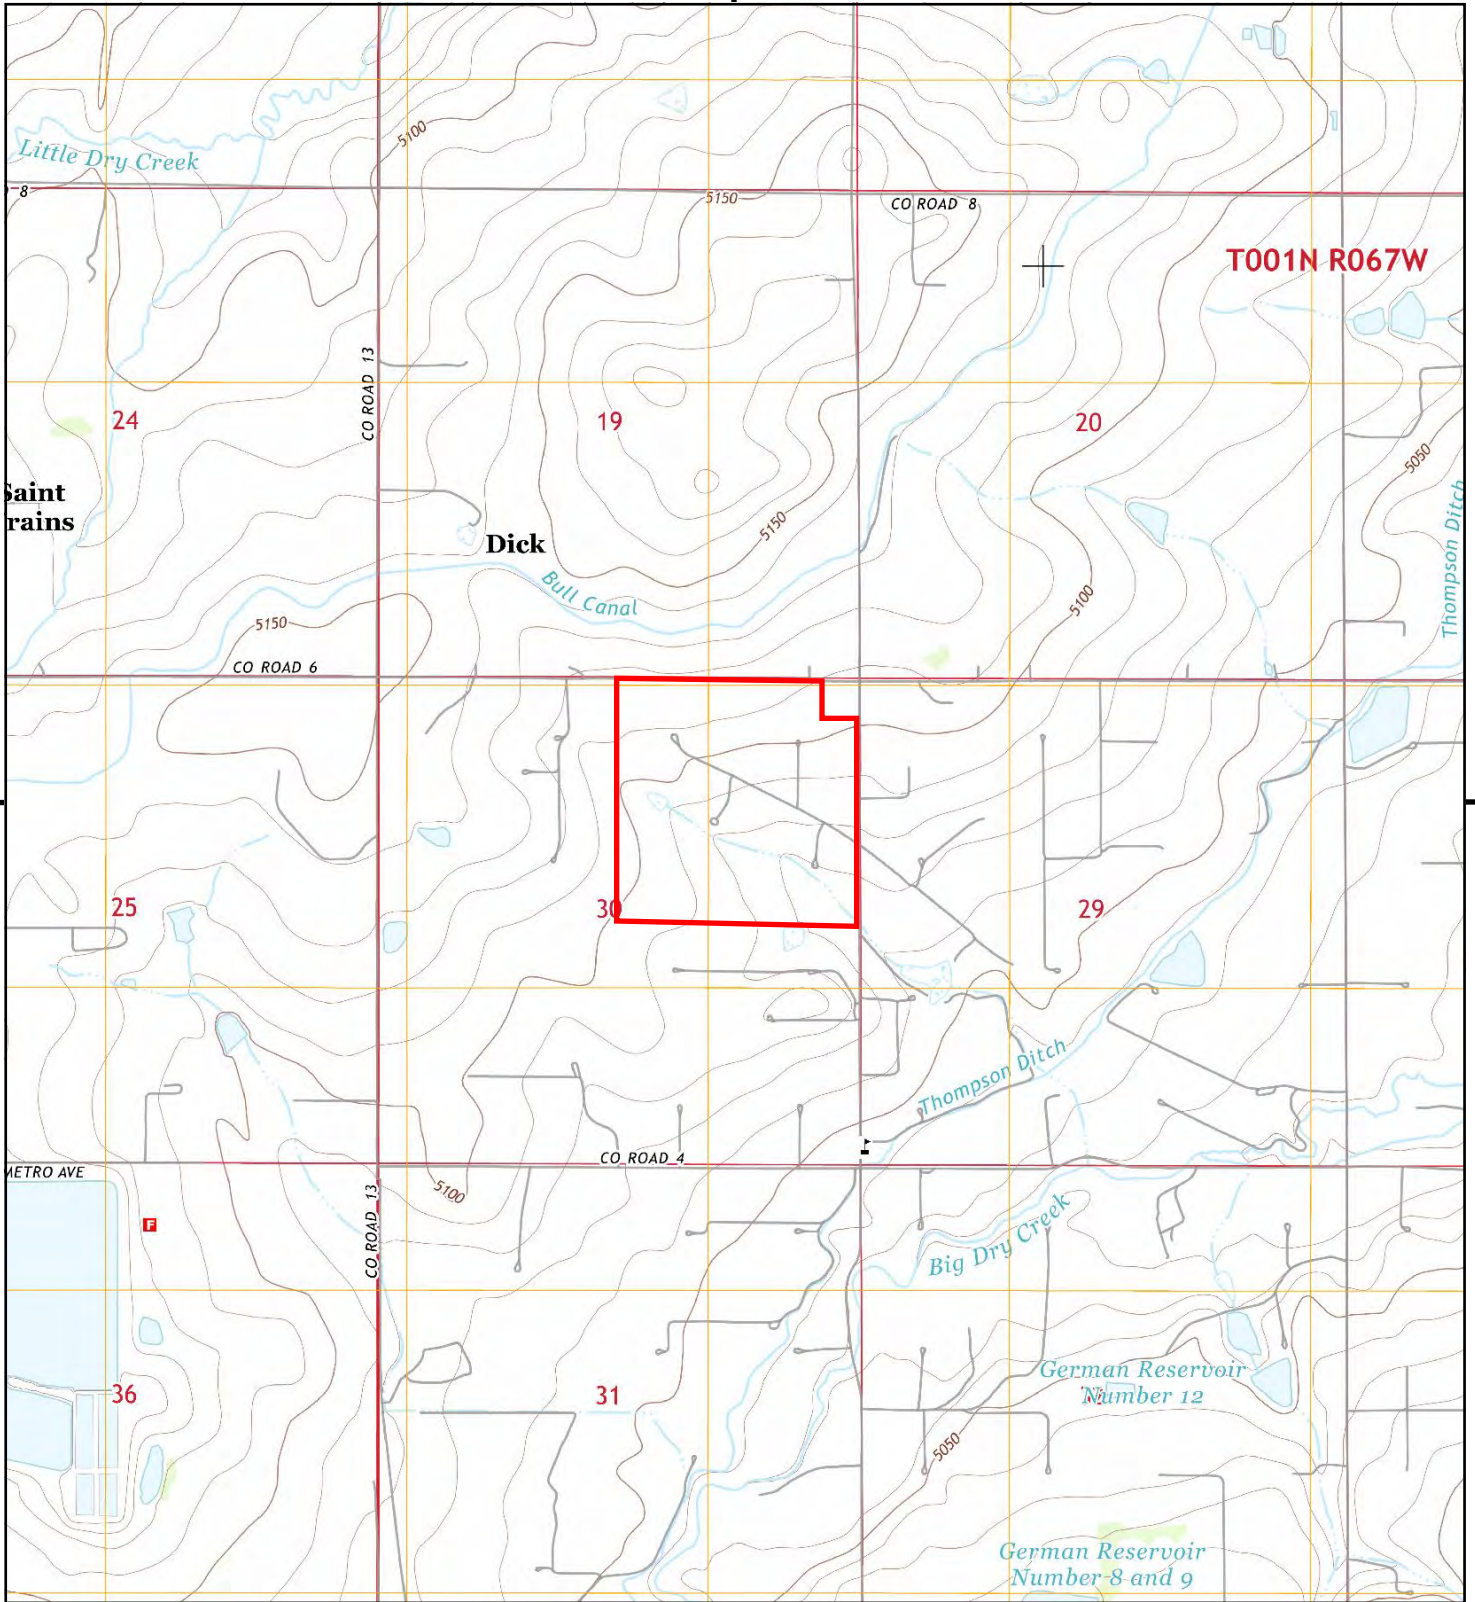 5100
Little Dry Creek
8
5150
CO ROAD 8
T001N R067W
CO ROAD 13
24
19
20
5050
Saint
rains
Thompson Ditch
5150
Dick
Bull Canal
5100
5150
CO ROAD 6
25
30
29
Thompson Ditch
CO ROAD 4
METRO AVE
5100
CO ROAD 13
F
Big Dry Creek
German Reservoir
Number 12
36
31
5050
German Reservoir
Number 8 and 9